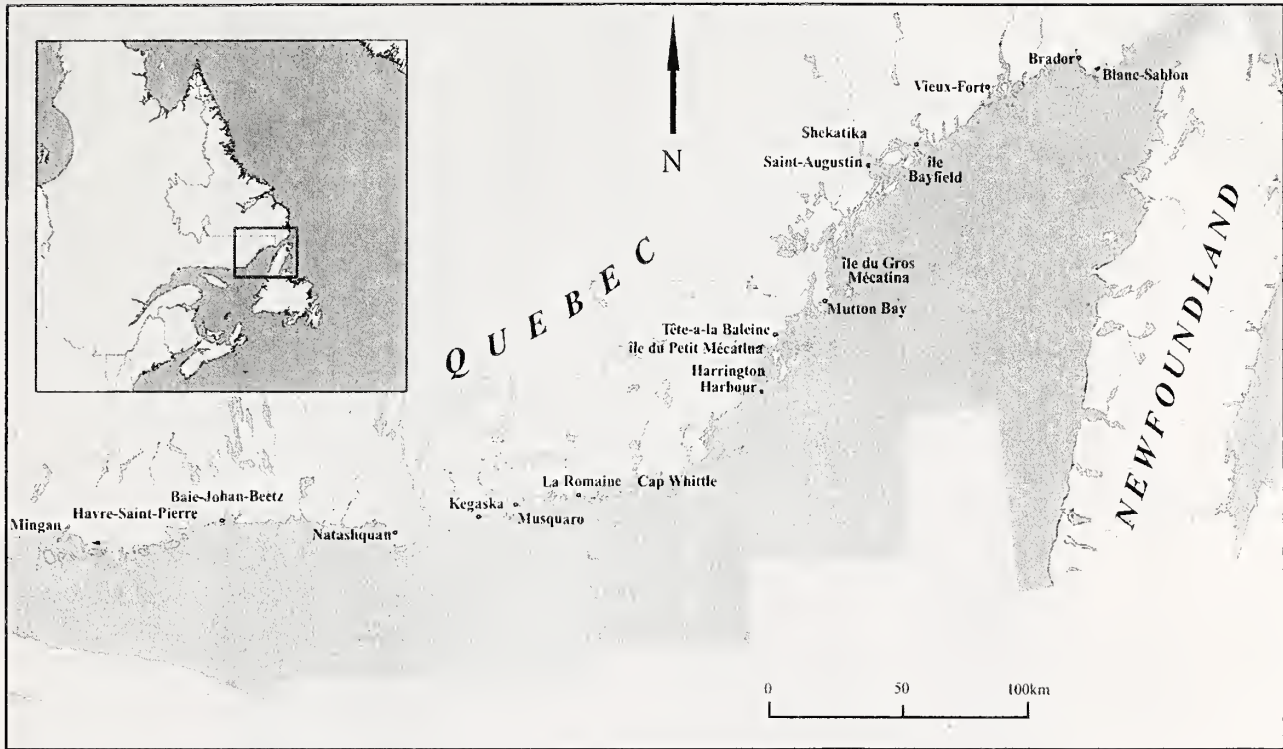 Brador
Blanc-Sablon
Vieux-Fort
Shekatika
Saint-Augustin
île
Bayfield
N
QUEBEC
NEWFOUNDLAND
île du Gros
Mécatina
Mutton Bay
Tête-a-la Baleine
île du Petit Mécatina
Harrington
Harbour
La Romaine
Cap Whittle
Kegaska
Musquaro
Baie-Johan-Beetz
Havre-Saint-Pierre
Mingan
Natashquan
0 50 100km